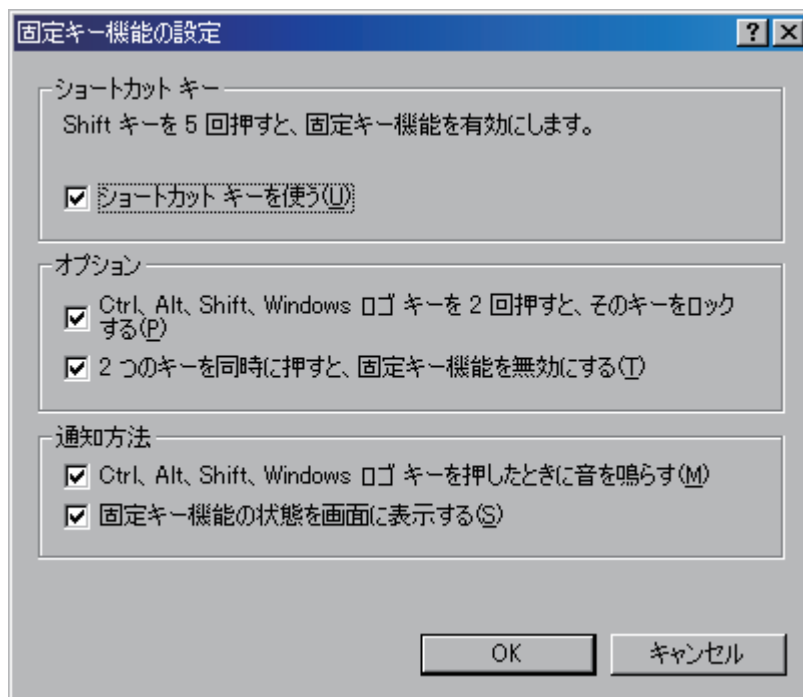 固定キー機能の設定
ショートカット キー
Shift キーを 5 回押すと、固定キー機能を有効にします。
ショートカット キーを使う(U)
オプション
Ctrl、Alt、Shift、Windows ロゴ キーを 2 回押すと、そのキーをロック
する(P)
2 つのキーを同時に押すと、固定キー機能を無効にする(T)
通知方法
Ctrl、Alt、Shift、Windows ロゴ キーを押したときに音を鳴らす(M)
固定キー機能の状態を画面に表示する(S)
OK キャンセル